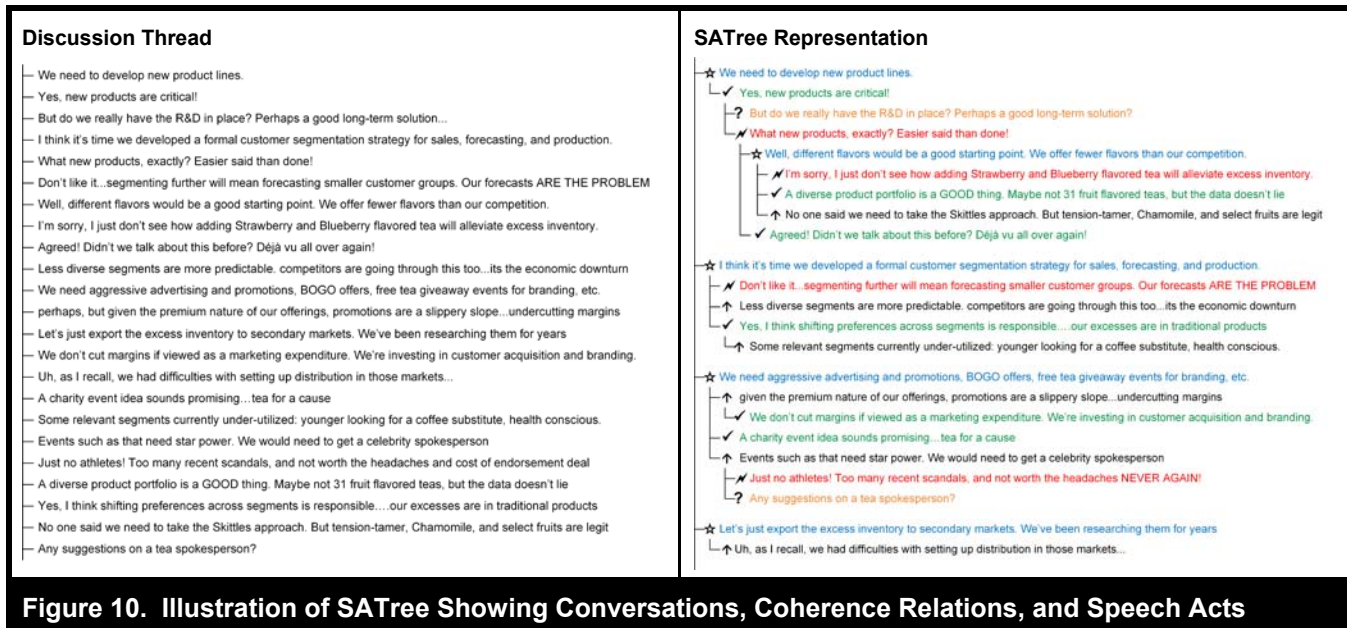 Discussion Thread
We need to develop new product lines.
Yes, new products are critical!
But do we really have the R&D in place? Perhaps a good long-term solution...
I think it's time we developed a formal customer segmentation strategy for sales, forecasting, and production.
What new products, exactly? Easier said than done!
Don't like it...segmenting further will mean forecasting smaller customer groups. Our forecasts ARE THE PROBLEM
Well, different flavors would be a good starting point. We offer fewer flavors than our competition.
I'm sorry, I just don't see how adding Strawberry and Blueberry flavored tea will alleviate excess inventory.
Agreed! Didn't we talk about this before? Déjà vu all over again!
Less diverse segments are more predictable. competitors are going through this too...its the economic downturn
We need aggressive advertising and promotions, BOGO offers, free tea giveaway events for branding, etc.
perhaps, but given the premium nature of our offerings, promotions are a slippery slope...undercutting margins
Let's just export the excess inventory to secondary markets. We've been researching them for years
We don't cut margins if viewed as a marketing expenditure. We're investing in customer acquisition and branding.
Uh, as I recall, we had difficulties with setting up distribution in those markets...
A charity event idea sounds promising...tea for a cause
Some relevant segments currently under-utilized: younger looking for a coffee substitute, health conscious.
Events such as that need star power. We would need to get a celebrity spokesperson
Just no athletes! Too many recent scandals, and not worth the headaches and cost of endorsement deal
A diverse product portfolio is a GOOD thing. Maybe not 31 fruit flavored teas, but the data doesn't lie
Yes, I think shifting preferences across segments is responsible....our excesses are in traditional products
No one said we need to take the Skittles approach. But tension-tamer, Chamomile, and select fruits are legit
Any suggestions on a tea spokesperson?
SATree Representation
We need to develop new product lines.
Yes, new products are critical!
? But do we really have the R&D in place? Perhaps a good long-term solution?
What new products, exactly? Easier said than done!
Well, different flavors would be a good starting point. We offer fewer flavors than our competition.
I'm sorry, I just don't see how adding Strawberry and Blueberry flavored tea will alleviate excess inventory.
A diverse product portfolio is a GOOD thing. Maybe not 31 fruit flavored teas, but the data doesn't lie
No one said we need to take the Skittles approach. But tension-tamer, Chamomile, and select fruits are legit
Agreed! Didn't we talk about this before? Déjà vu all over again!
I think it's time we developed a formal customer segmentation strategy for sales, forecasting, and production.
Don't like it...segmenting further will mean forecasting smaller customer groups. Our forecasts ARE THE PROBLEM
Less diverse segments are more predictable. competitors are going through this too...its the economic downturn
Yes, I think shifting preferences across segments is responsible....our excesses are in traditional products
Some relevant segments currently under-utilized: younger looking for a coffee substitute, health conscious.
We need aggressive advertising and promotions, BOGO offers, free tea giveaway events for branding, etc.
given the premium nature of our offerings, promotions are a slippery slope...undercutting margins
We don't cut margins if viewed as a marketing expenditure. We're investing in customer acquisition and branding.
A charity event idea sounds promising...tea for a cause
Events such as that need star power. We would need to get a celebrity spokesperson
Just no athletes! Too many recent scandals, and not worth the headaches NEVER AGAIN!
? Any suggestions on a tea spokesperson?
Let's just export the excess inventory to secondary markets. We've been researching them for years
Uh, as I recall, we had difficulties with setting up distribution in those markets...
Figure 10. Illustration of SATree Showing Conversations, Coherence Relations, and Speech Acts